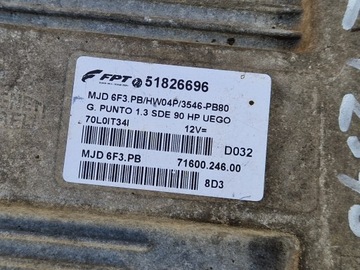 FPT 51826696
MJD 6F3.PB/HW04P/3546-PB80
G. PUNTO 1.3 SDE 90 HP UEGO
70L0IT34I 12V= D032
MJD 6F3.PB 71600.246.00
8D3